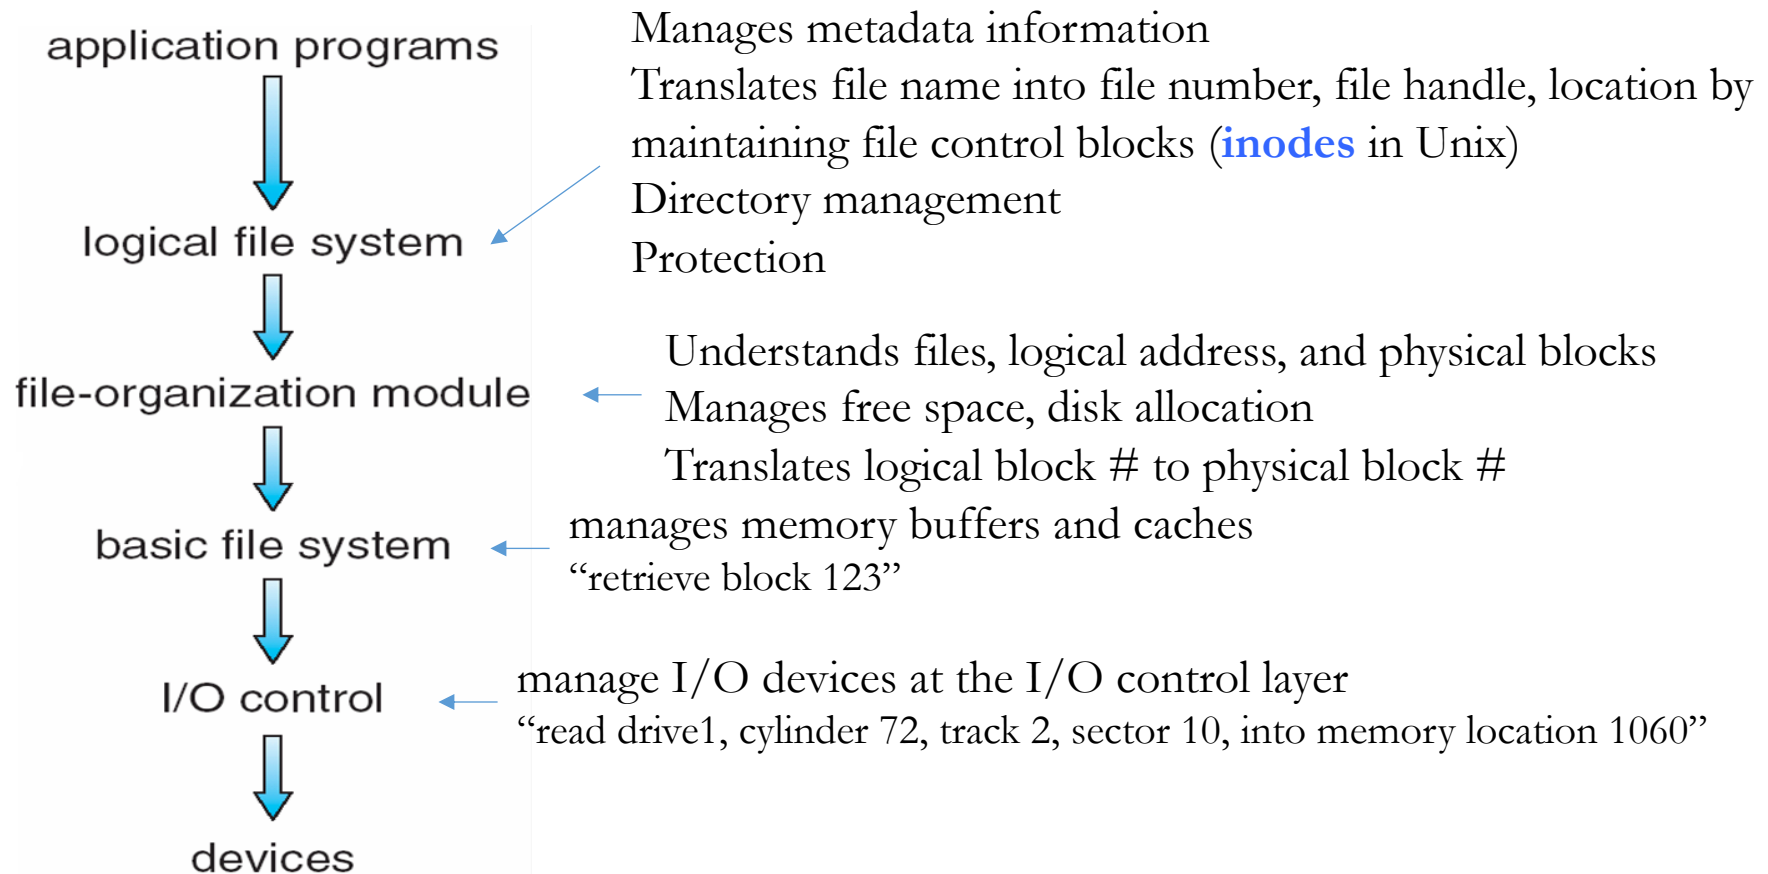 application programs
Manages metadata information
Translates file name into file number, file handle, location by
maintaining file control blocks (inodes in Unix)
Directory management
Protection
logical file system
Understands files, logical address, and physical blocks
Manages free space, disk allocation
Translates logical block # to physical block #
file-organization module
manages memory buffers and caches
“retrieve block 123”
basic file system
manage I/O devices at the I/O control layer
“read drive1, cylinder 72, track 2, sector 10, into memory location 1060”
I/O control
devices